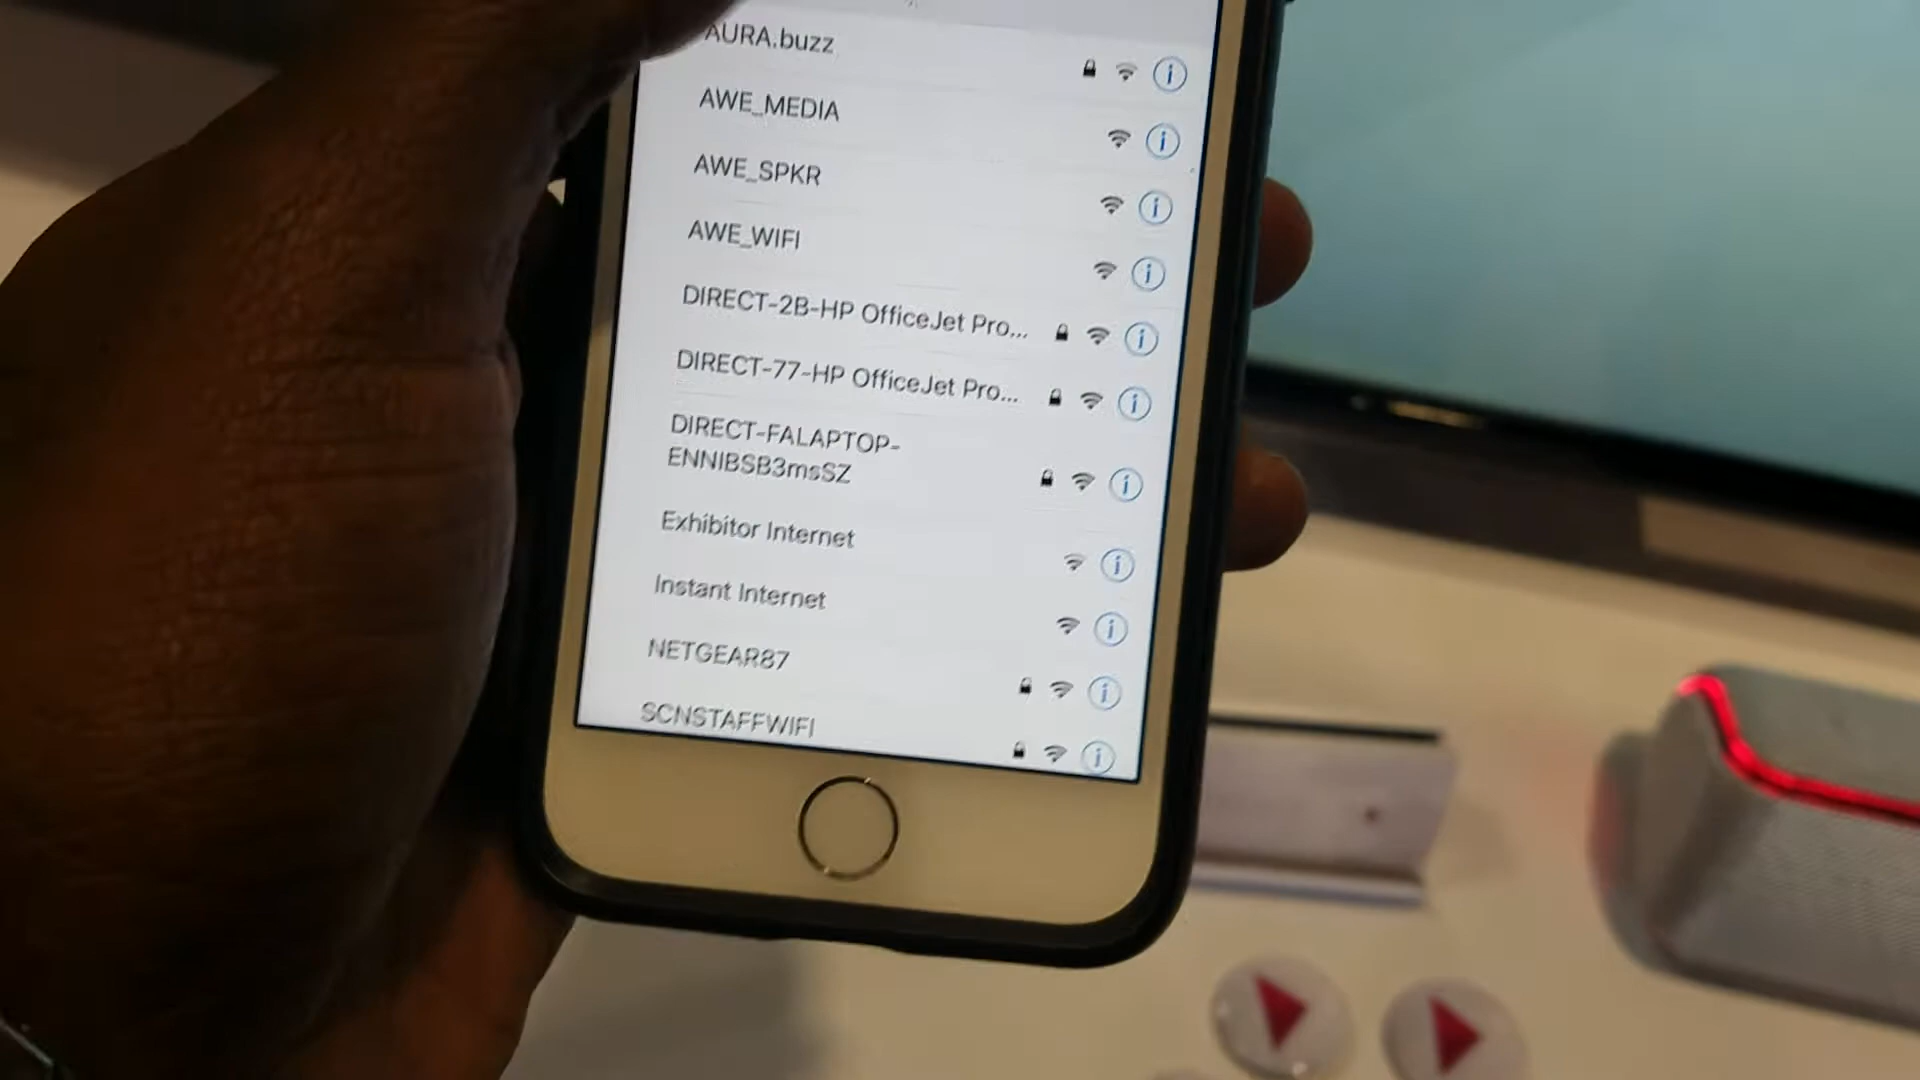 AURA.buzz
AWE_MEDIA
AWE_SPKR
AWE_WIFI
DIRECT-2B-HP OfficeJet Pro...
DIRECT-77-HP OfficeJet Pro...
DIRECT-FALAPTOP-
ENNIBSB3msSZ
Exhibitor Internet
Instant Internet
NETGEAR87
SCNSTAFFWIFI